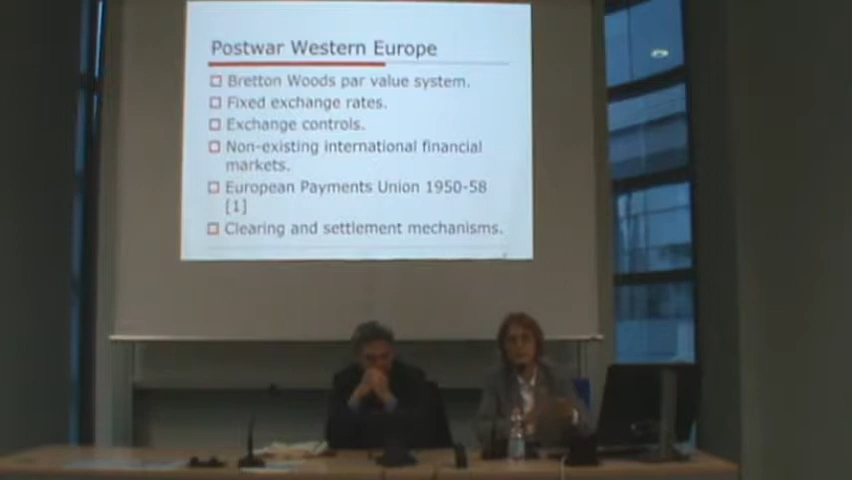 Postwar Western Europe
Bretton Woods par value system.
Fixed exchange rates.
Exchange controls.
Non-existing international financial
markets.
European Payments Union 1950-58
[1]
Clearing and settlement mechanisms.